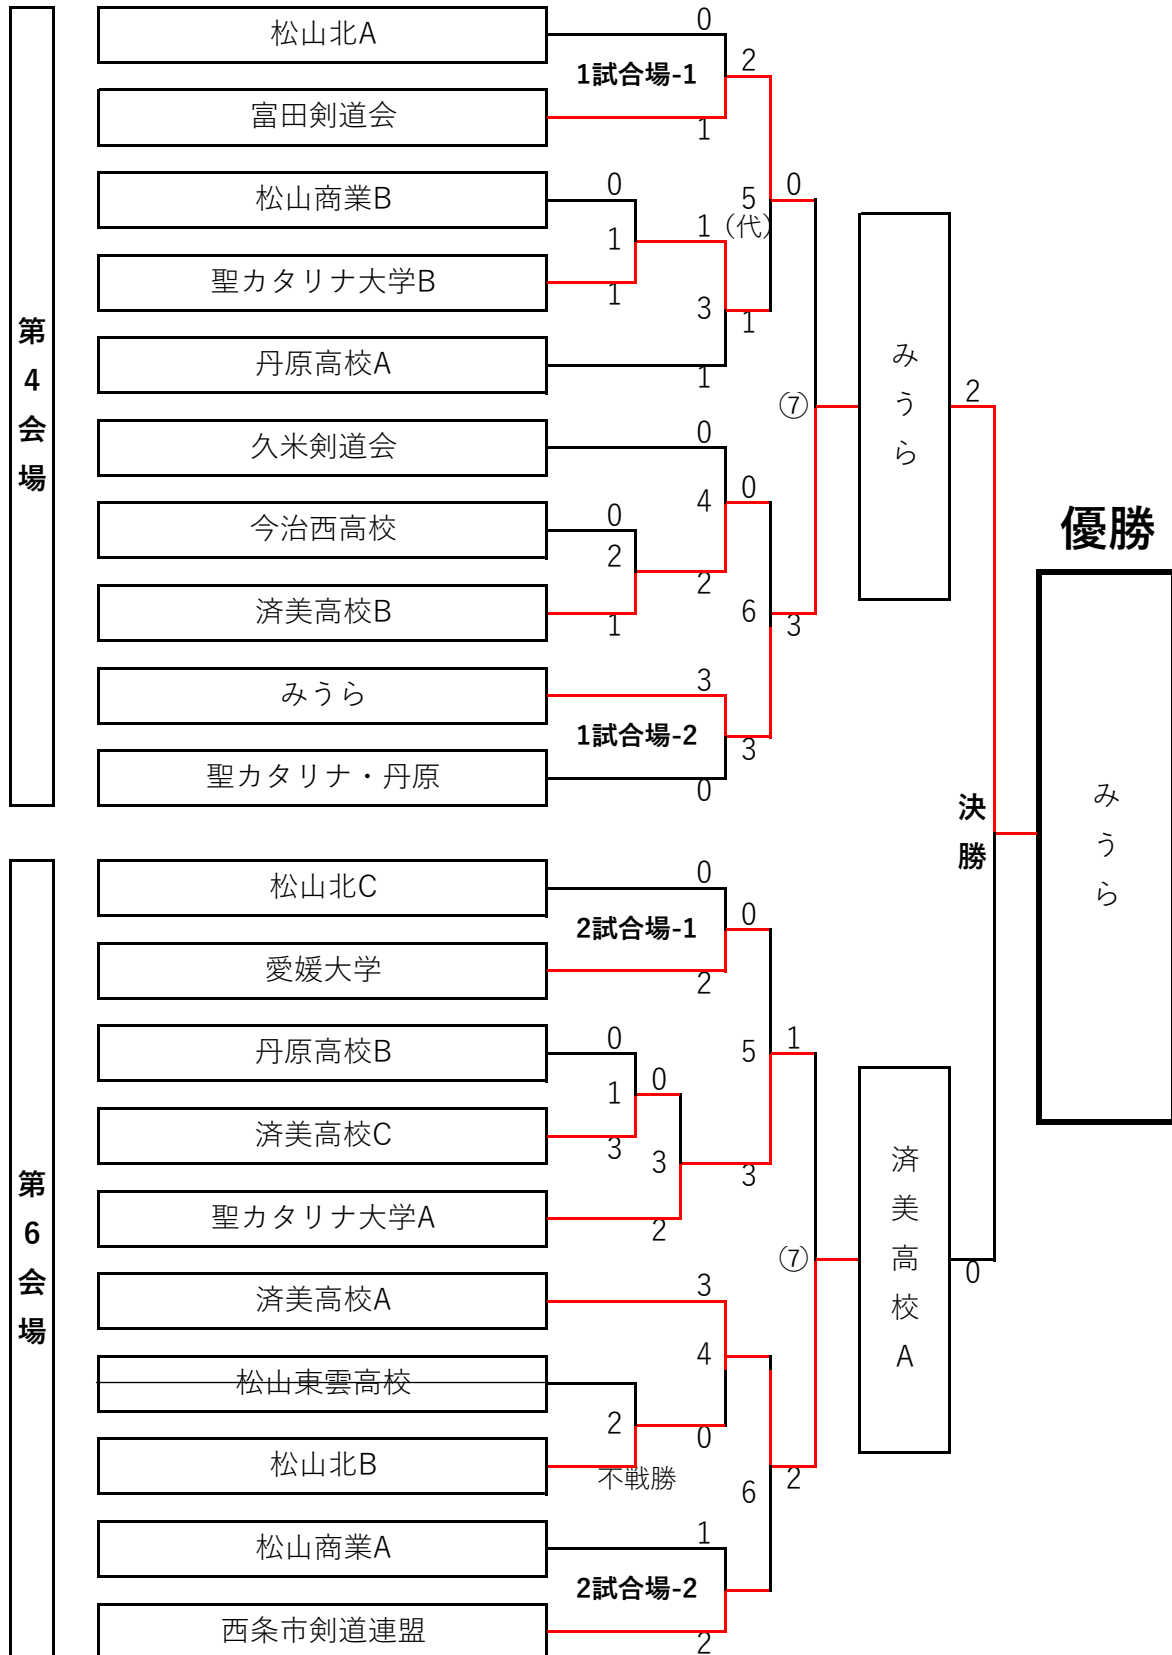 第4会場
松山北A
0
1試合場-1
2
富田剣道会
1
松山商業B
0
5
0
1
1
(代)
聖カタリナ大学B
1
3
1
丹原高校A
1
⑦
みうら
2
久米剣道会
0
4
0
今治西高校
0
2
2
済美高校B
1
6
3
みうら
3
1試合場-2
3
聖カタリナ・丹原
0
優勝
決勝
みうら
第6会場
松山北C
0
2試合場-1
0
愛媛大学
2
丹原高校B
0
5
1
1
0
済美高校C
3
3
3
聖カタリナ大学A
2
⑦
済美高校A
0
済美高校A
3
4
松山東雲高校
2
0
松山北B
不戦勝
6
2
松山商業A
1
2試合場-2
西条市剣道連盟
2